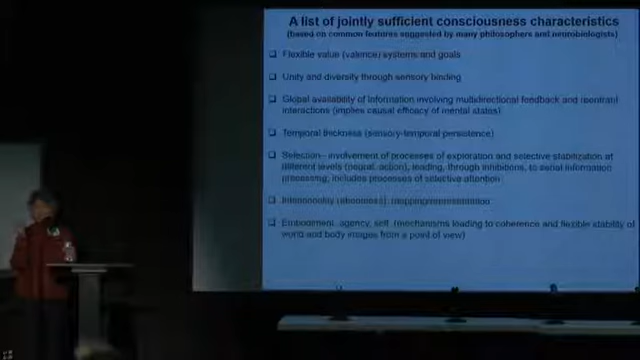 A list of jointly sufficient consciousness characteristics
(based on common features suggested by many philosophers and neurobiologists)
Flexible value (valence) systems and goals
Unity and diversity through sensory binding
Global availability of information involving multidirectional feedback and reentrant
interactions (implies causal efficacy of mental states)
Temporal thickness (sensory-temporal persistence)
Selection– involvement of processes of exploration and selective stabilization at
different levels (neural, action), leading, through inhibitions, to serial information
processing; includes processes of selective attention
Intentionality (aboutness); mapping/representation
Embodiment, agency, self (mechanisms leading to coherence and flexible stability of
world and body images from a point of view)